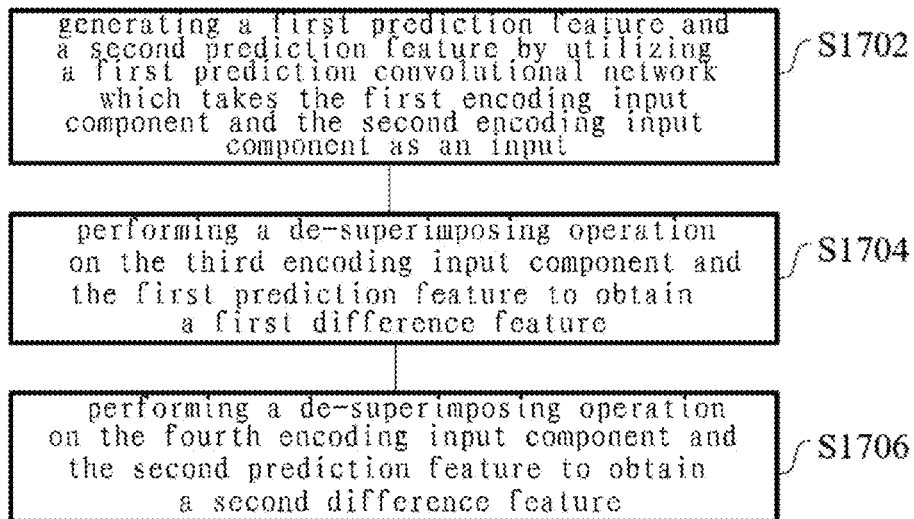 generating a first prediction feature and
a second prediction feature by utilizing
a first prediction convolutional network
which takes the first encoding input
component and the second encoding input
component as an input
S1702
performing a de-superimposing operation
on the third encoding input component and
the first prediction feature to obtain
a first difference feature
S1704
performing a de-superimposing operation
on the fourth encoding input component and
the second prediction feature to obtain
a second difference feature
S1706